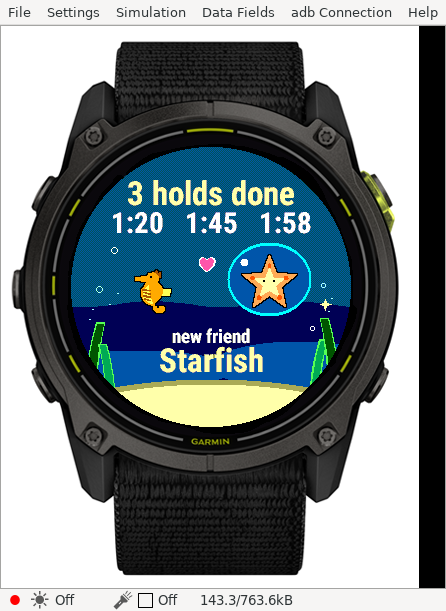 File Settings Simulation Data Fields adb Connection Help
3 holds done
1:20 1:45 1:58
new friend
Starfish
GARMIN
Off Off 143.3/763.6kB